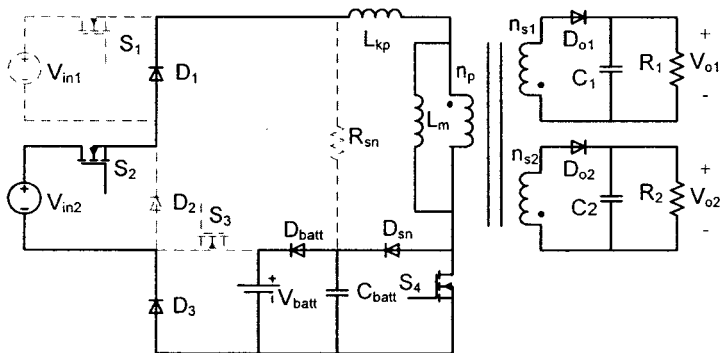 S1
Vin1
D1
Lkp
np
Lm
ns1
Do1
C1
R1
+
Vo1
-
S2
Vin2
D2
S3
Rsn
ns2
Do2
C2
R2
+
Vo2
-
Dbatt
Dsn
D3
Vbatt
Cbatt
S4